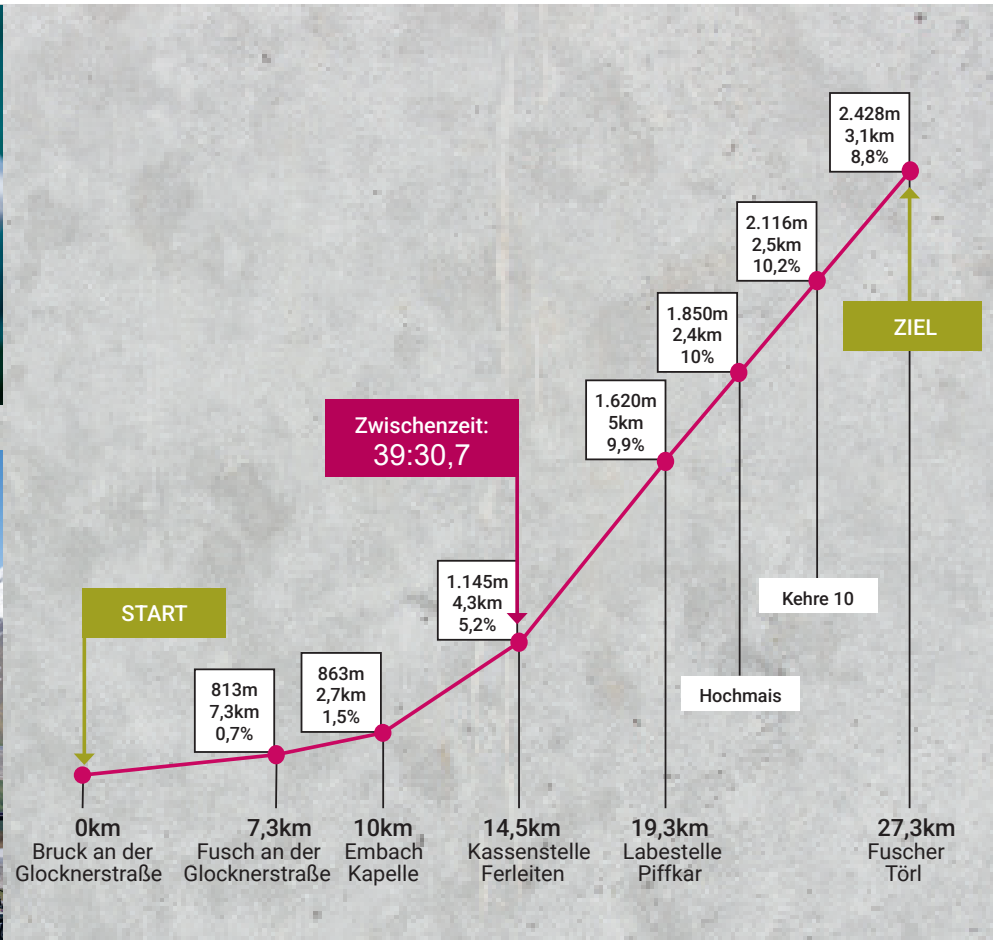 2.428m
3,1km
8,8%
2.116m
2,5km
10,2%
ZIEL
1.850m
2,4km
10%
1.620m
5km
9,9%
Zwischenzeit:
39:30,7
1.145m
4,3km
5,2%
Kehre 10
START
863m
2,7km
1,5%
813m
7,3km
0,7%
Hochmais
0km
Bruck an der
Glocknerstraße
7,3km
Fusch an der
Glocknerstraße
10km
Embach
Kapelle
14,5km
Kassenstelle
Ferleiten
19,3km
Labestelle
Piffkar
27,3km
Fuscher
Törl